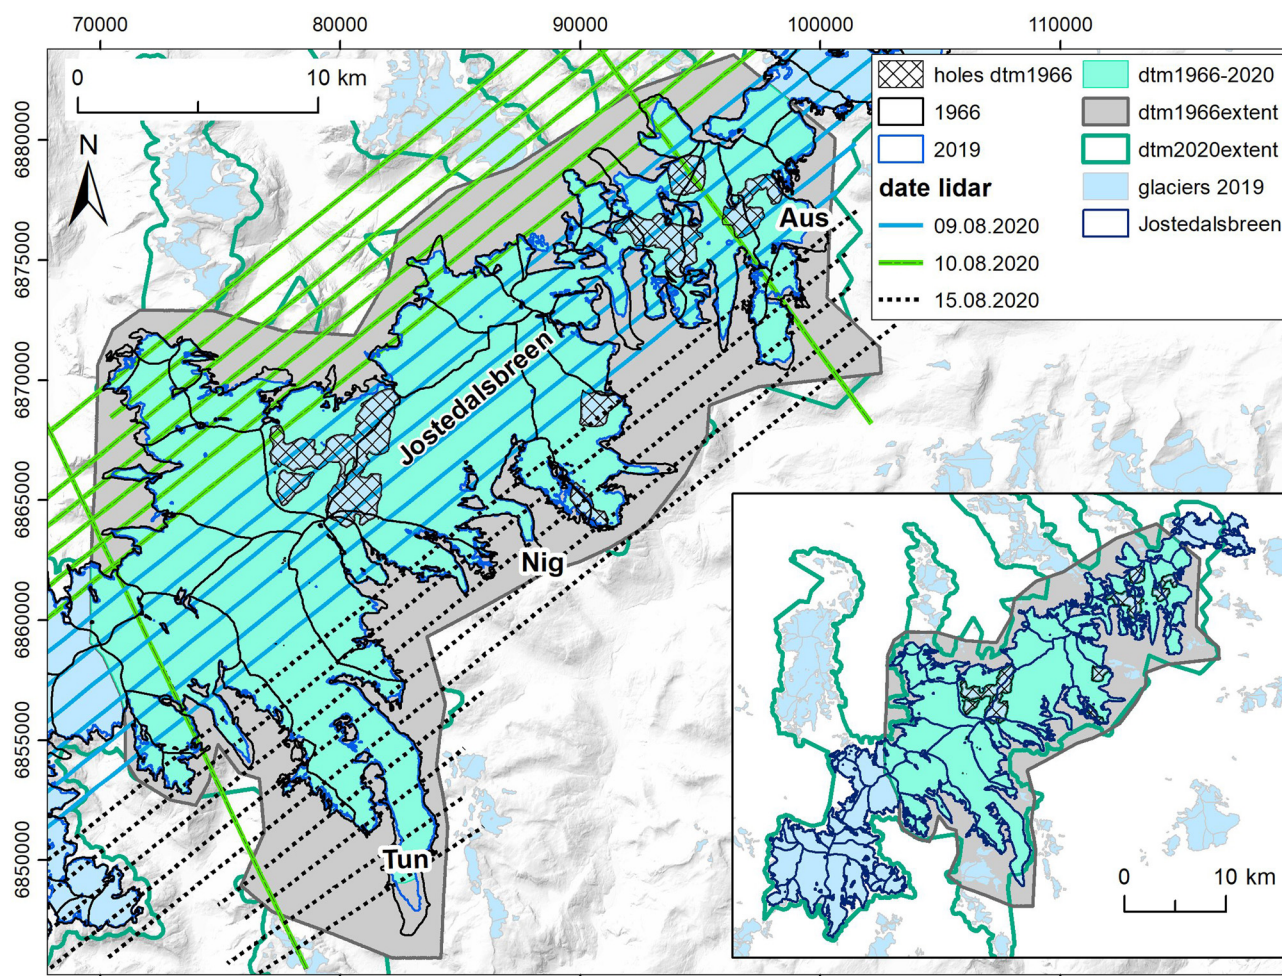 70000 80000 90000 100000 110000
0 10 km
N
6880000
6875000
6870000
6865000
6860000
6855000
6850000
holes dtm1966
1966
2019
date lidar
09.08.2020
10.08.2020
15.08.2020
dtm1966-2020
dtm1966extent
dtm2020extent
glaciers 2019
Jostedalsbreen
Aus
Jostedalsbreen
Nig
Tun
0 10 km